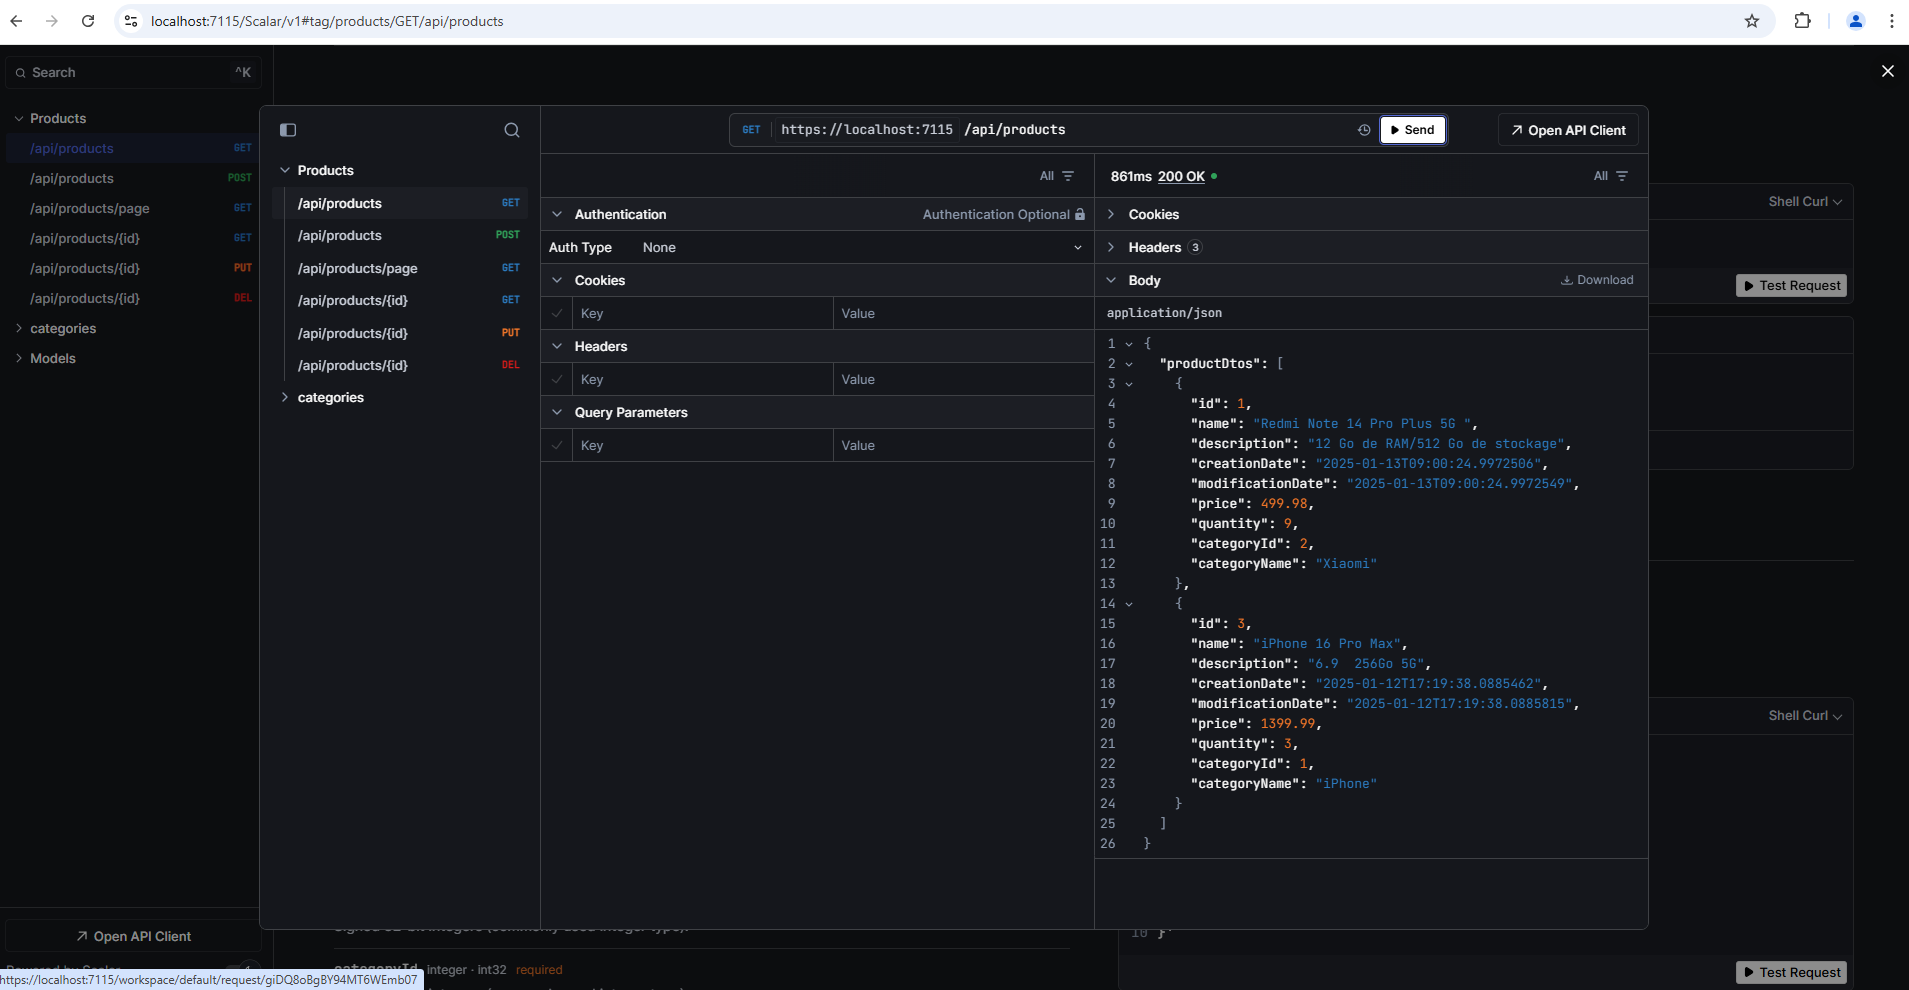 localhost:7115/Scalar/v1#tag/products/GET/api/products
Search ^K
Products
/api/products GET
/api/products POST
/api/products/page GET
/api/products/{id} GET
/api/products/{id} PUT
/api/products/{id} DEL
categories
Models
Open API Client
https://localhost:7115/workspace/default/request/giDQ8oBgBY94MT6WEmb07
Products
/api/products GET
/api/products POST
/api/products/page GET
/api/products/{id} GET
/api/products/{id} PUT
/api/products/{id} DEL
categories
GET https://localhost:7115 /api/products Send
Open API Client
All
Authentication Authentication Optional
Auth Type None
Cookies
Key Value
Headers
Key Value
Query Parameters
Key Value
861ms 200 OK All
Cookies
Headers 3
Body Download
application/json
1 {
2 "productDtos": [
3 {
4 "id": 1,
5 "name": "Redmi Note 14 Pro Plus 5G ",
6 "description": "12 Go de RAM/512 Go de stockage",
7 "creationDate": "2025-01-13T09:00:24.9972506",
8 "modificationDate": "2025-01-13T09:00:24.9972549",
9 "price": 499.98,
10 "quantity": 9,
11 "categoryId": 2,
12 "categoryName": "Xiaomi"
13 },
14 {
15 "id": 3,
16 "name": "iPhone 16 Pro Max",
17 "description": "6.9  256Go 5G",
18 "creationDate": "2025-01-12T17:19:38.0885462",
19 "modificationDate": "2025-01-12T17:19:38.0885815",
20 "price": 1399.99,
21 "quantity": 3,
22 "categoryId": 1,
23 "categoryName": "iPhone"
24 }
25 ]
26 }
Shell Curl
Test Request
Shell Curl
10 }'
Test Request
categoryId integer · int32 required